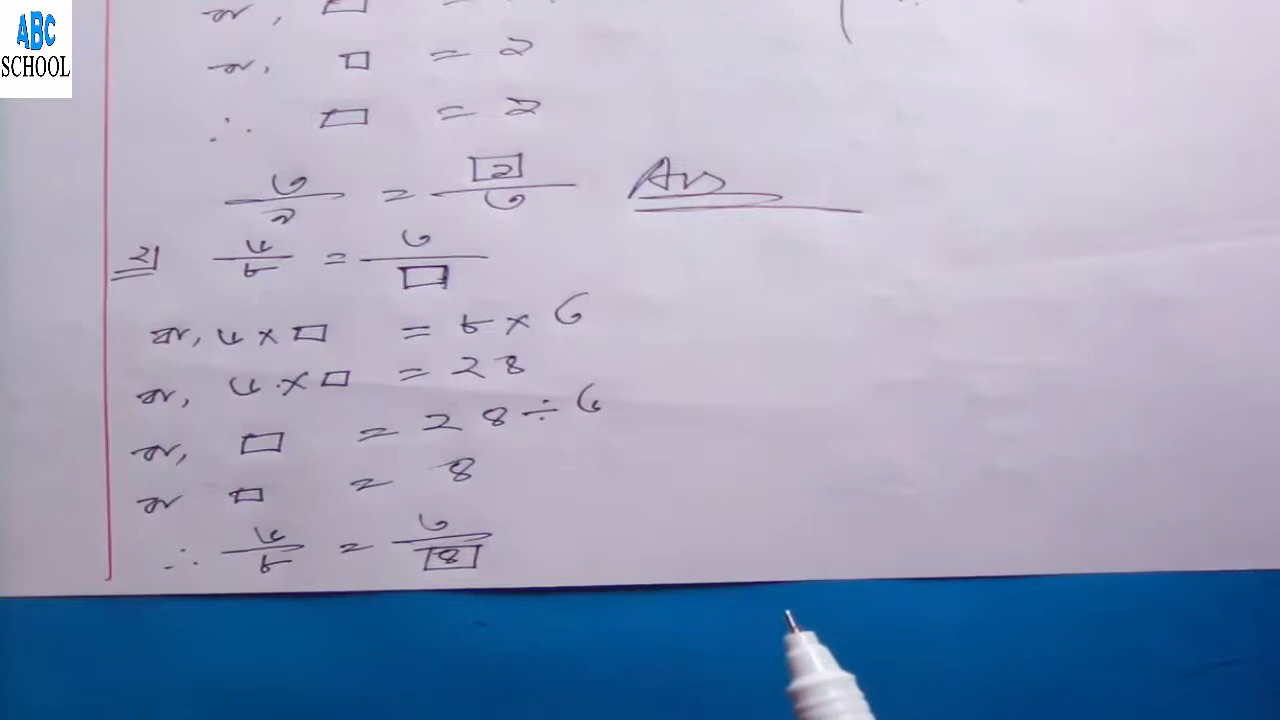 ABC
SCHOOL
বা, □ =
বা, □ = ২
∴ □ = ২
৩/৯ = [২]/৬ Ans
২। ৬/৮ = ৩/□
বা, ৬ × □ = ৮ × ৩
বা, ৬ × □ = ২৪
বা, □ = ২৪ ÷ ৬
বা □ = ৪
∴ ৬/৮ = ৩/[৪]